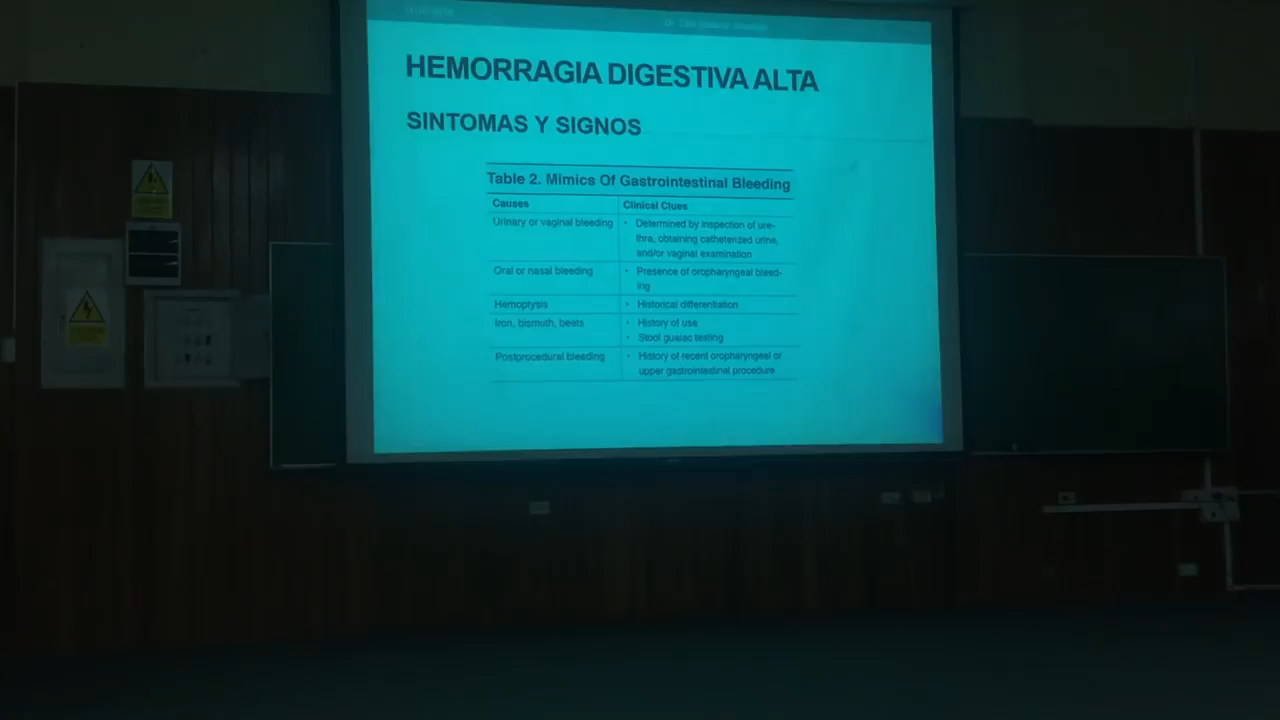 HEMORRAGIA DIGESTIVA ALTA
SINTOMAS Y SIGNOS
Table 2. Mimics Of Gastrointestinal Bleeding
Causes Clinical Clues
Urinary or vaginal bleeding • Determined by inspection of ure-
thra, obtaining catheterized urine,
and/or vaginal examination
Oral or nasal bleeding • Presence of oropharyngeal bleed-
ing
Hemoptysis • Historical differentiation
Iron, bismuth, beets • History of use
• Stool guaiac testing
Postprocedural bleeding • History of recent oropharyngeal or
upper gastrointestinal procedure